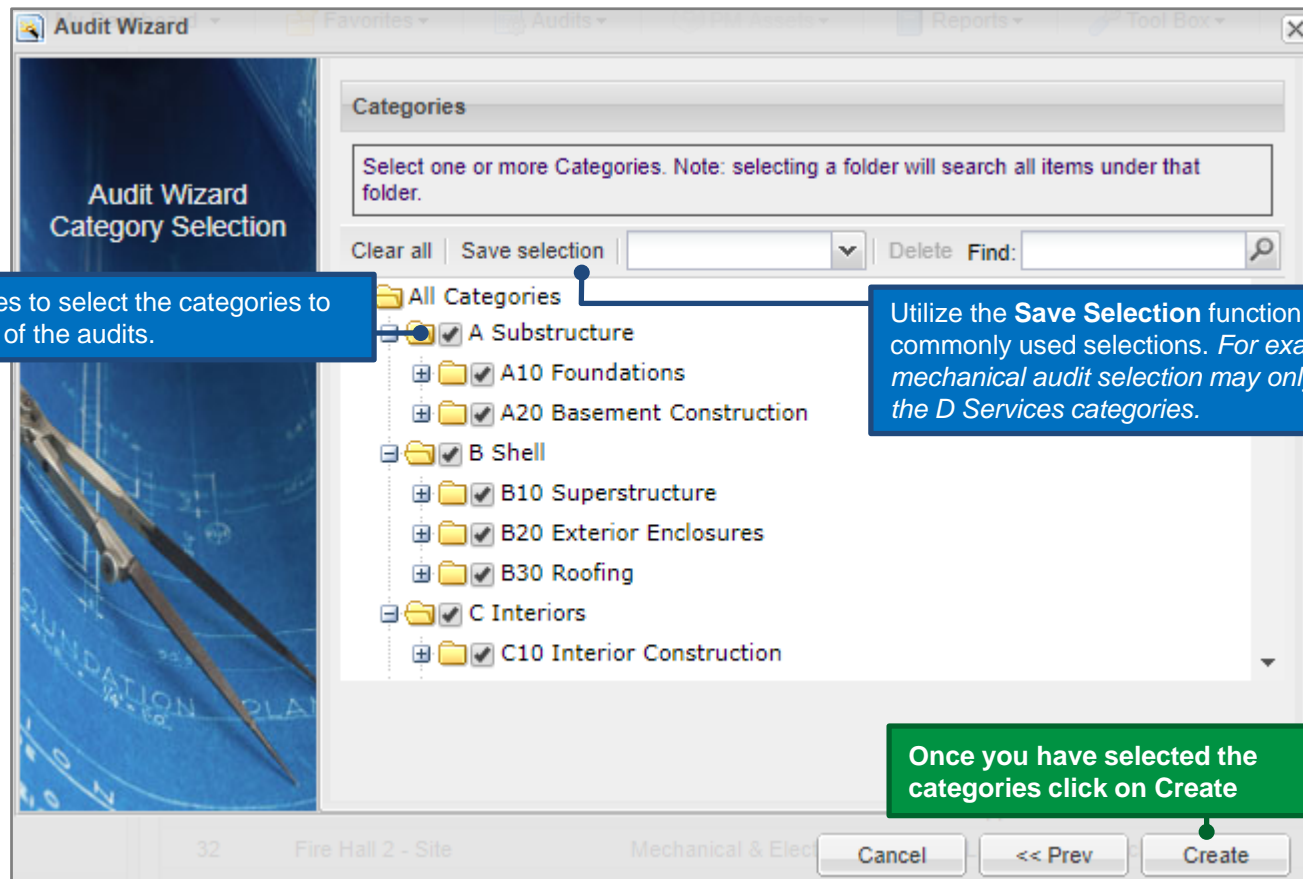 Favorites
Audits
Reports
Tool Box
Audit Wizard
Categories
Select one or more Categories. Note: selecting a folder will search all items under that
folder.
Audit Wizard
Category Selection
Clear all Save selection Delete Find:
All Categories
es to select the categories to
of the audits.
Utilize the Save Selection function
commonly used selections. For exa
mechanical audit selection may onl
the D Services categories.
A Substructure
A10 Foundations
A20 Basement Construction
B Shell
B10 Superstructure
B20 Exterior Enclosures
B30 Roofing
C Interiors
C10 Interior Construction
UNDATION PLA
Once you have selected the
categories click on Create
32 Fire Hall 2 - Site Mechanical & Elect
Cancel << Prev Create